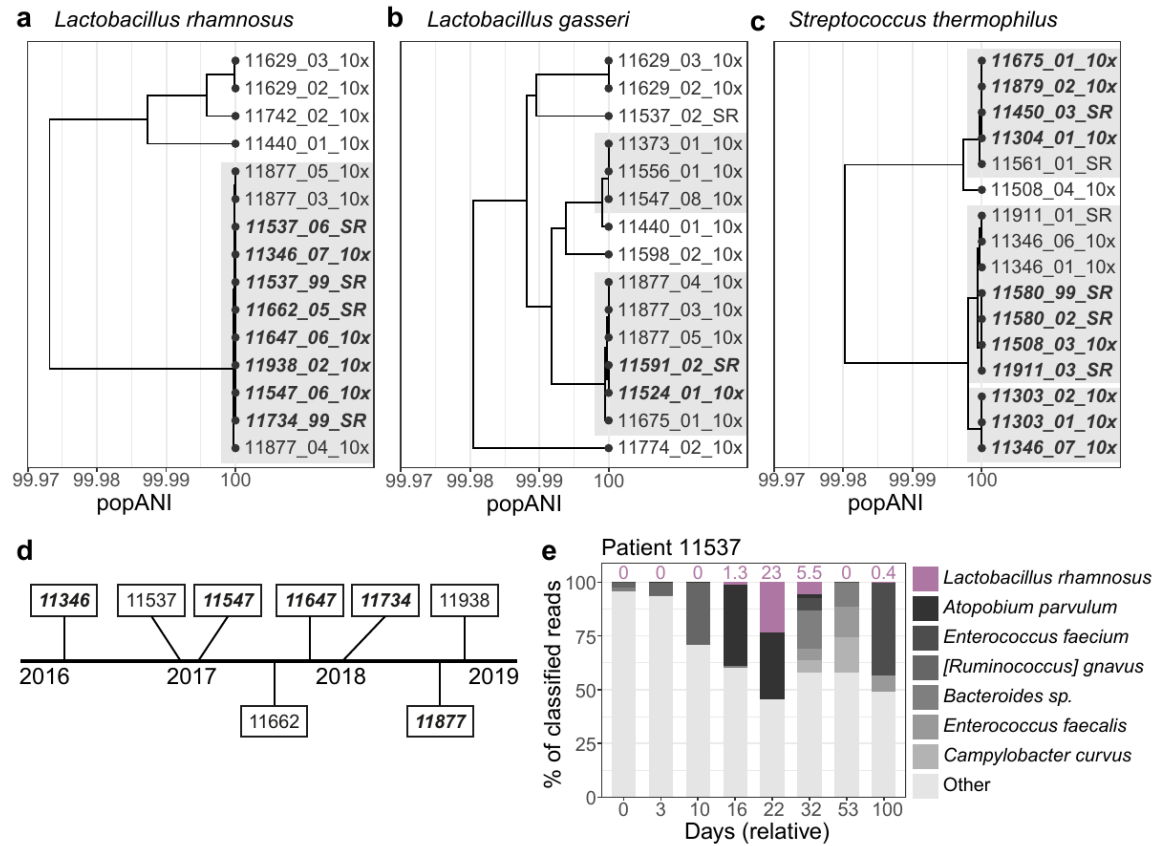 a Lactobacillus rhamnosus
11629_03_10x
11629_02_10x
11742_02_10x
11440_01_10x
11877_05_10x
11877_03_10x
11537_06_SR
11346_07_10x
11537_99_SR
11662_05_SR
11647_06_10x
11938_02_10x
11547_06_10x
11734_99_SR
11877_04_10x
99.97 99.98 99.99 100
popANI
b Lactobacillus gasseri
11629_03_10x
11629_02_10x
11537_02_SR
11373_01_10x
11556_01_10x
11547_08_10x
11440_01_10x
11598_02_10x
11877_04_10x
11877_03_10x
11877_05_10x
11591_02_SR
11524_01_10x
11675_01_10x
11774_02_10x
99.97 99.98 99.99 100
popANI
c Streptococcus thermophilus
11675_01_10x
11879_02_10x
11450_03_SR
11304_01_10x
11561_01_SR
11508_04_10x
11911_01_SR
11346_06_10x
11346_01_10x
11580_99_SR
11580_02_SR
11508_03_10x
11911_03_SR
11303_02_10x
11303_01_10x
11346_07_10x
99.97 99.98 99.99 100
popANI
d
11346 11537 11547 11647 11734 11938
2016 2017 2018 2019
11662 11877
e Patient 11537
0 0 0 1.3 23 5.5 0 0.4
100
75
50
25
0
% of classified reads
0 3 10 16 22 32 53 100
Days (relative)
Lactobacillus rhamnosus
Atopobium parvulum
Enterococcus faecium
[Ruminococcus] gnavus
Bacteroides sp.
Enterococcus faecalis
Campylobacter curvus
Other